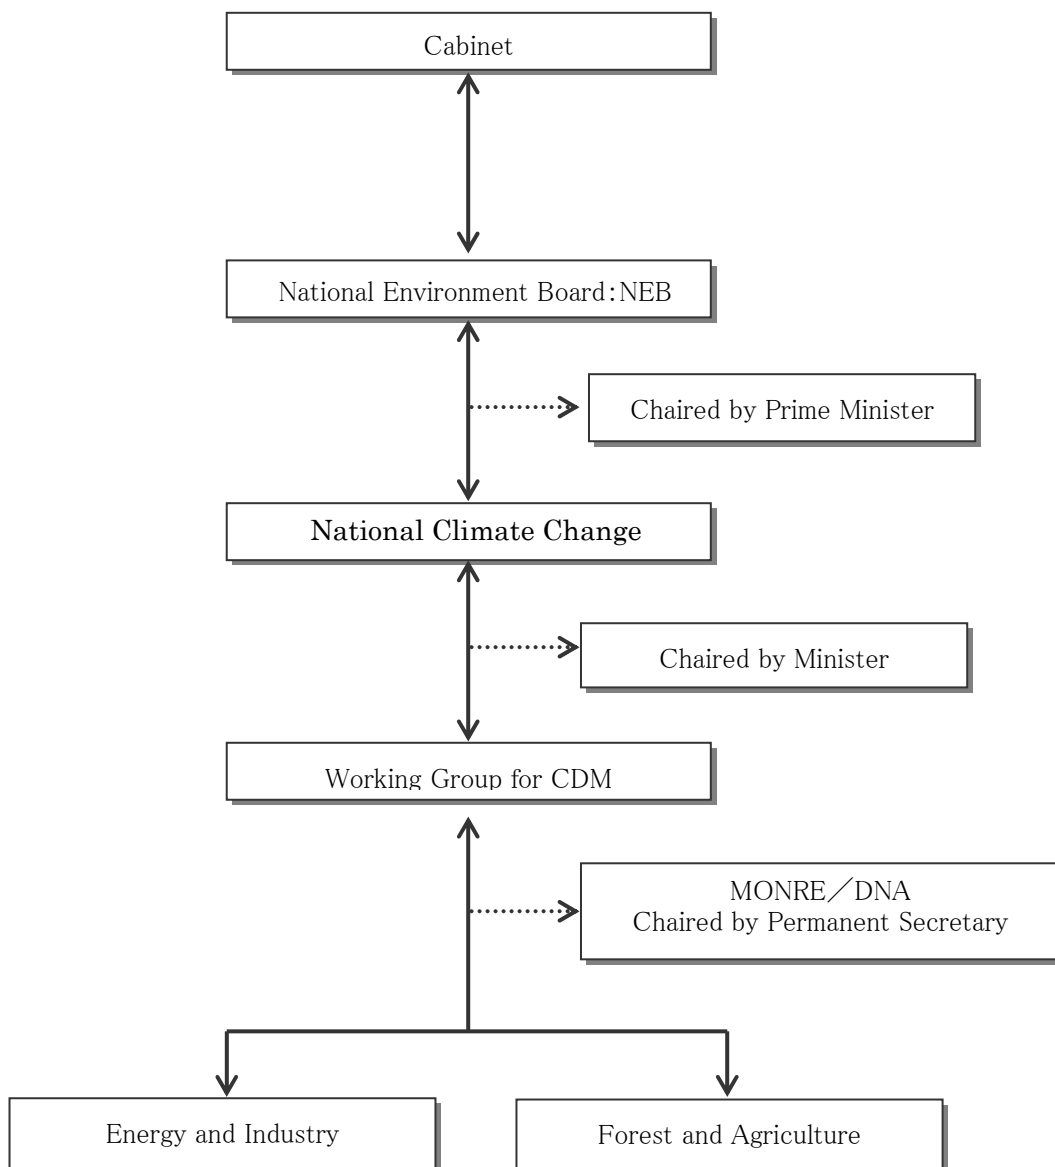 Cabinet
National Environment Board：NEB
Chaired by Prime Minister
National Climate Change
Chaired by Minister
Working Group for CDM
MONRE／DNA
Chaired by Permanent Secretary
Energy and Industry
Forest and Agriculture